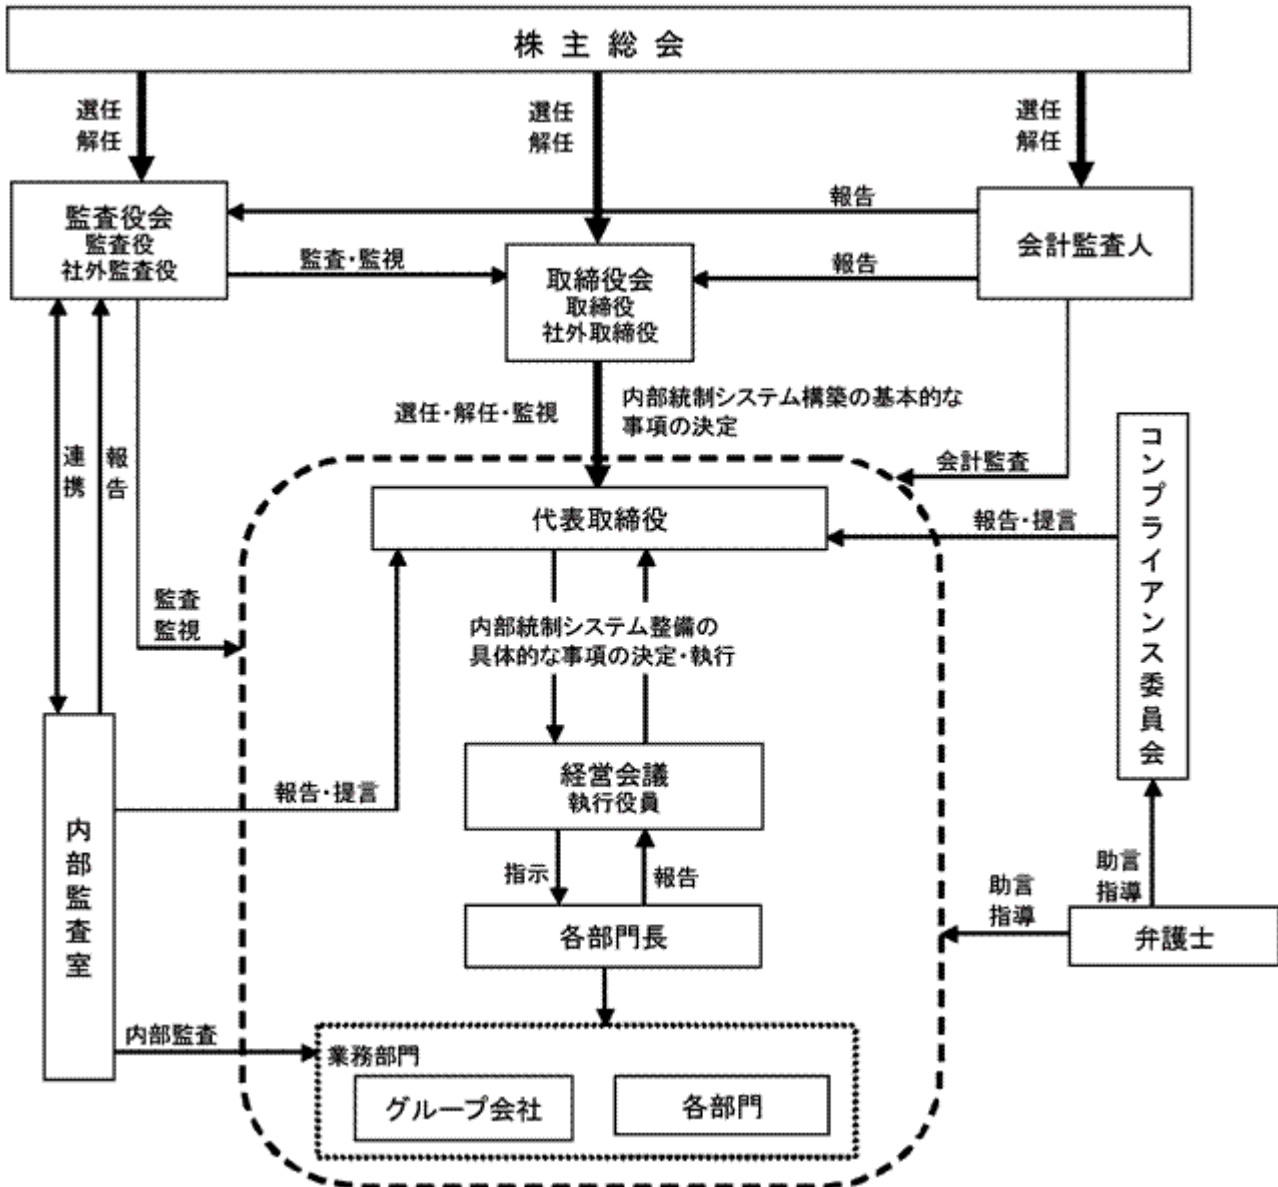 株主総会
選任
解任
選任
解任
選任
解任
監査役会
監査役
社外監査役
報告
会計監査人
監査・監視
報告
取締役会
取締役
社外取締役
選任・解任・監視
内部統制システム構築の基本的な
事項の決定
連携
報告
会計監査
コンプライアンス委員会
代表取締役
報告・提言
監査
監視
内部統制システム整備の
具体的な事項の決定・執行
経営会議
執行役員
報告・提言
内部監査室
指示
報告
助言
指導
助言
指導
各部門長
弁護士
内部監査
業務部門
グループ会社
各部門